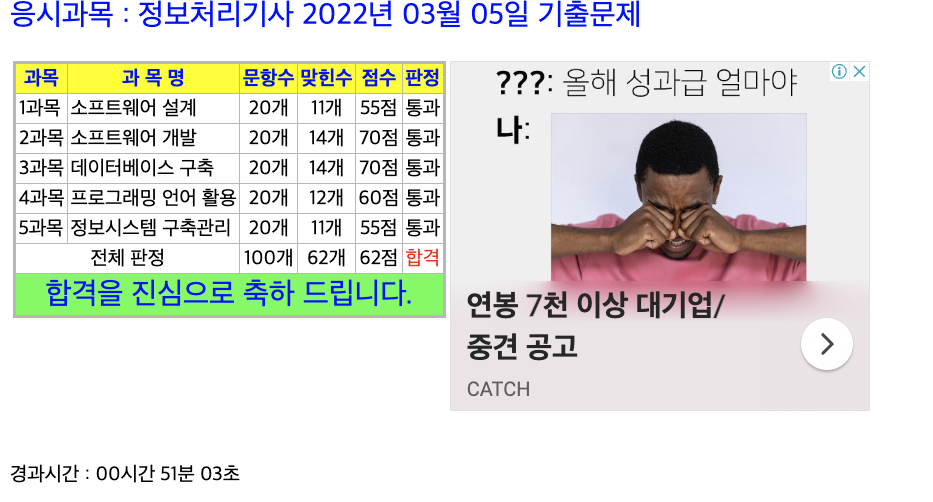 응시과목 : 정보처리기사 2022년 03월 05일 기출문제
과목 과 목 명 문항수 맞힌수 점수 판정
1과목 소프트웨어 설계 20개 11개 55점 통과
2과목 소프트웨어 개발 20개 14개 70점 통과
3과목 데이터베이스 구축 20개 14개 70점 통과
4과목 프로그래밍 언어 활용 20개 12개 60점 통과
5과목 정보시스템 구축관리 20개 11개 55점 통과
전체 판정 100개 62개 62점 합격
합격을 진심으로 축하 드립니다.
???: 올해 성과급 얼마야
나:
연봉 7천 이상 대기업/
중견 공고
CATCH
경과시간 : 00시간 51분 03초